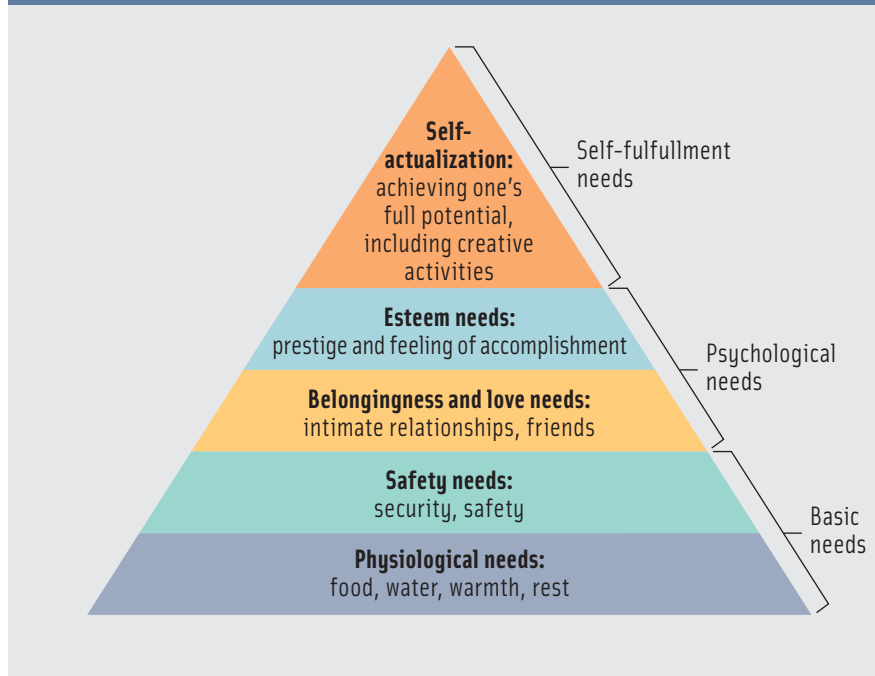 Self-
actualization:
achieving one's
full potential,
including creative
activities
Self-fulfullment
needs
Esteem needs:
prestige and feeling of accomplishment
Psychological
needs
Belongingness and love needs:
intimate relationships, friends
Safety needs:
security, safety
Basic
needs
Physiological needs:
food, water, warmth, rest